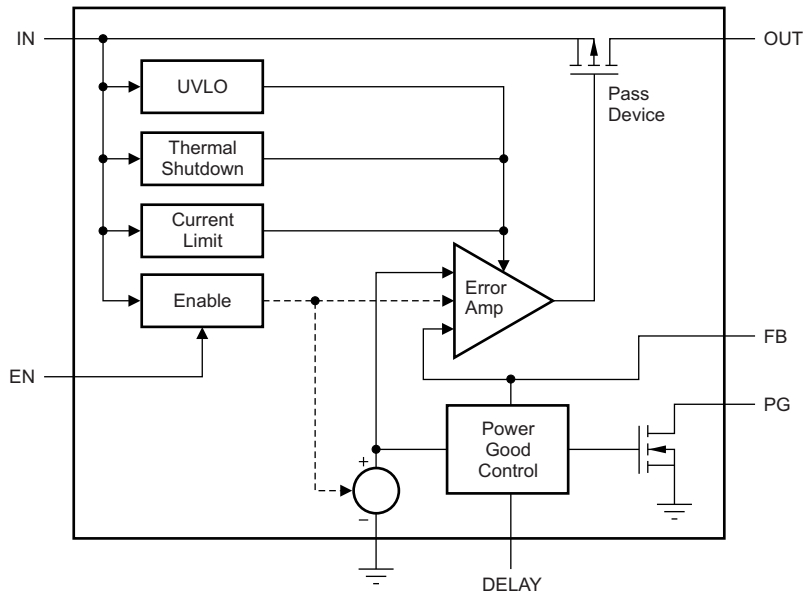 IN
OUT
UVLO
Pass
Device
Thermal
Shutdown
Current
Limit
Enable
Error
Amp
FB
EN
PG
Power
Good
Control
+
–
DELAY